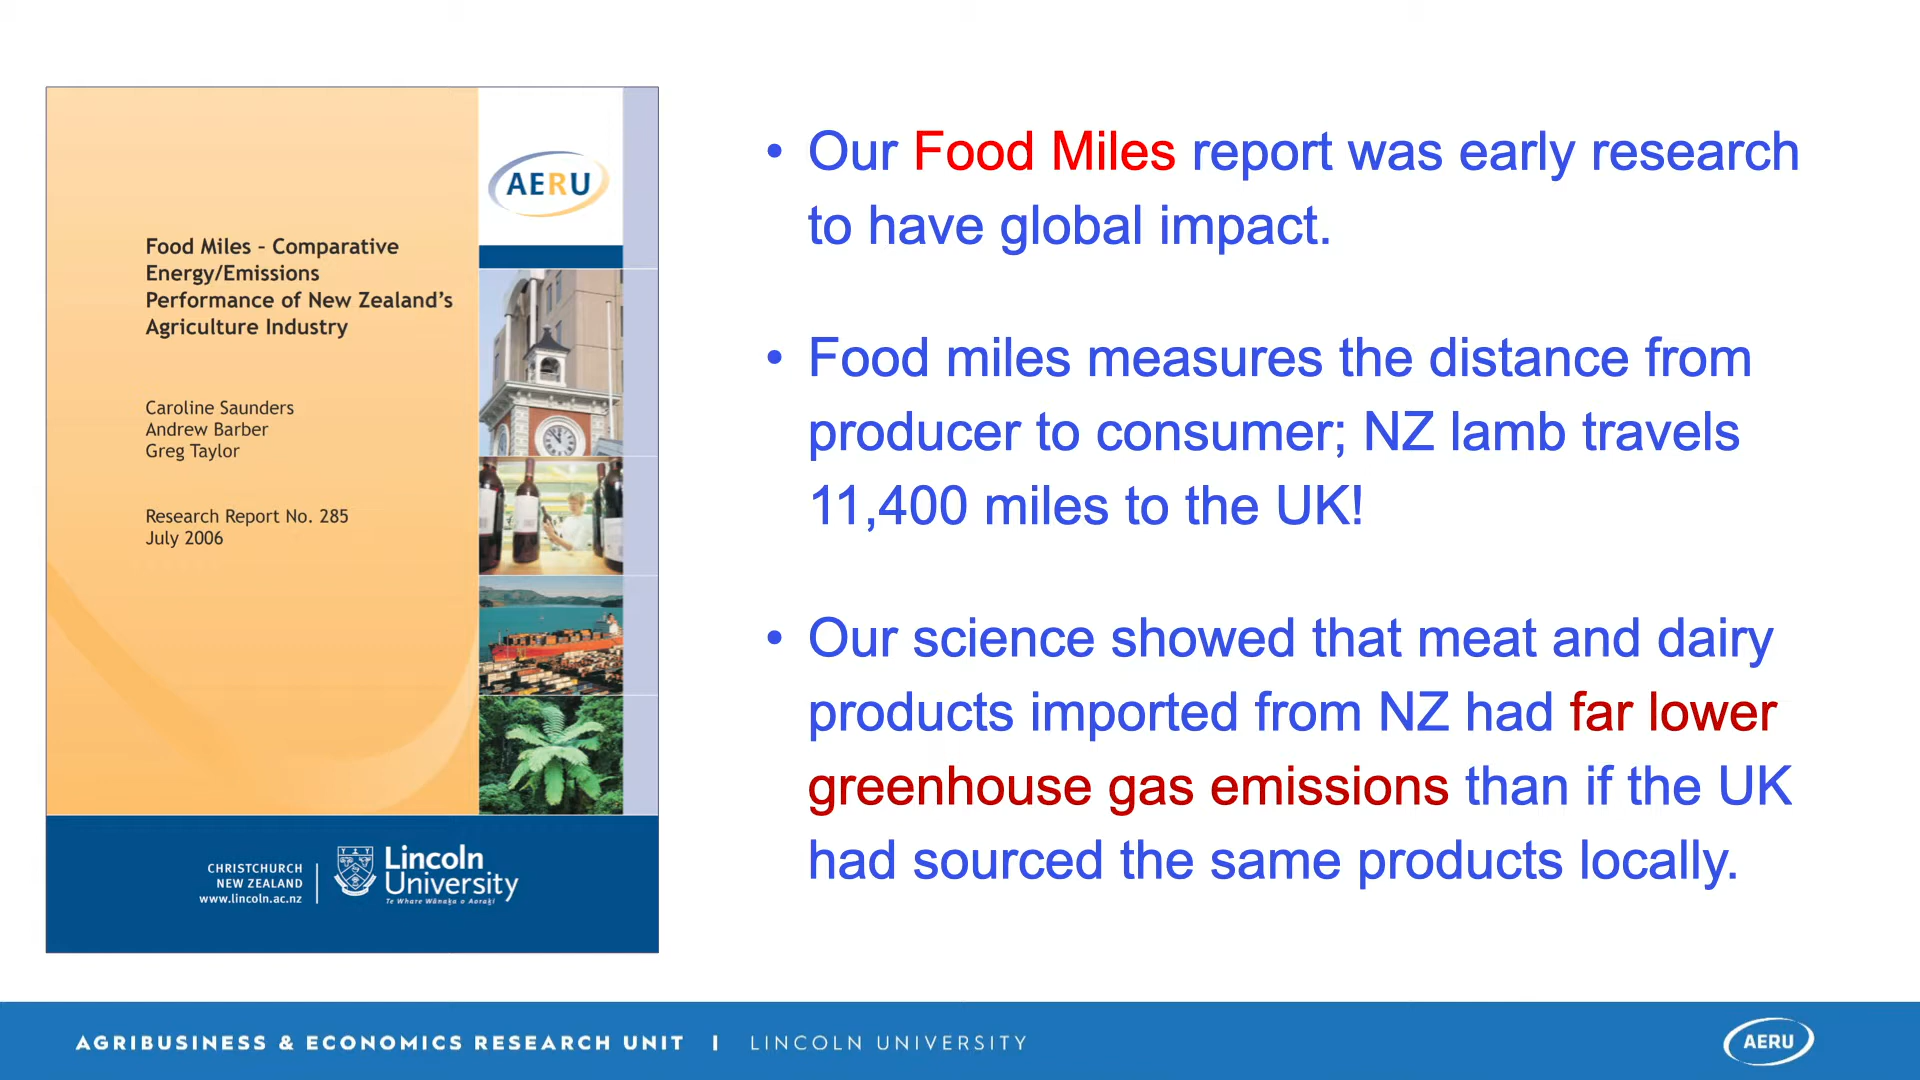 AERU
Food Miles – Comparative
Energy/Emissions
Performance of New Zealand's
Agriculture Industry
Caroline Saunders
Andrew Barber
Greg Taylor
Research Report No. 285
July 2006
CHRISTCHURCH
NEW ZEALAND
www.lincoln.ac.nz
Lincoln
University
Te Whare Wānaka o Aoraki
• Our Food Miles report was early research
to have global impact.
• Food miles measures the distance from
producer to consumer; NZ lamb travels
11,400 miles to the UK!
• Our science showed that meat and dairy
products imported from NZ had far lower
greenhouse gas emissions than if the UK
had sourced the same products locally.
AGRIBUSINESS & ECONOMICS RESEARCH UNIT | LINCOLN UNIVERSITY
AERU